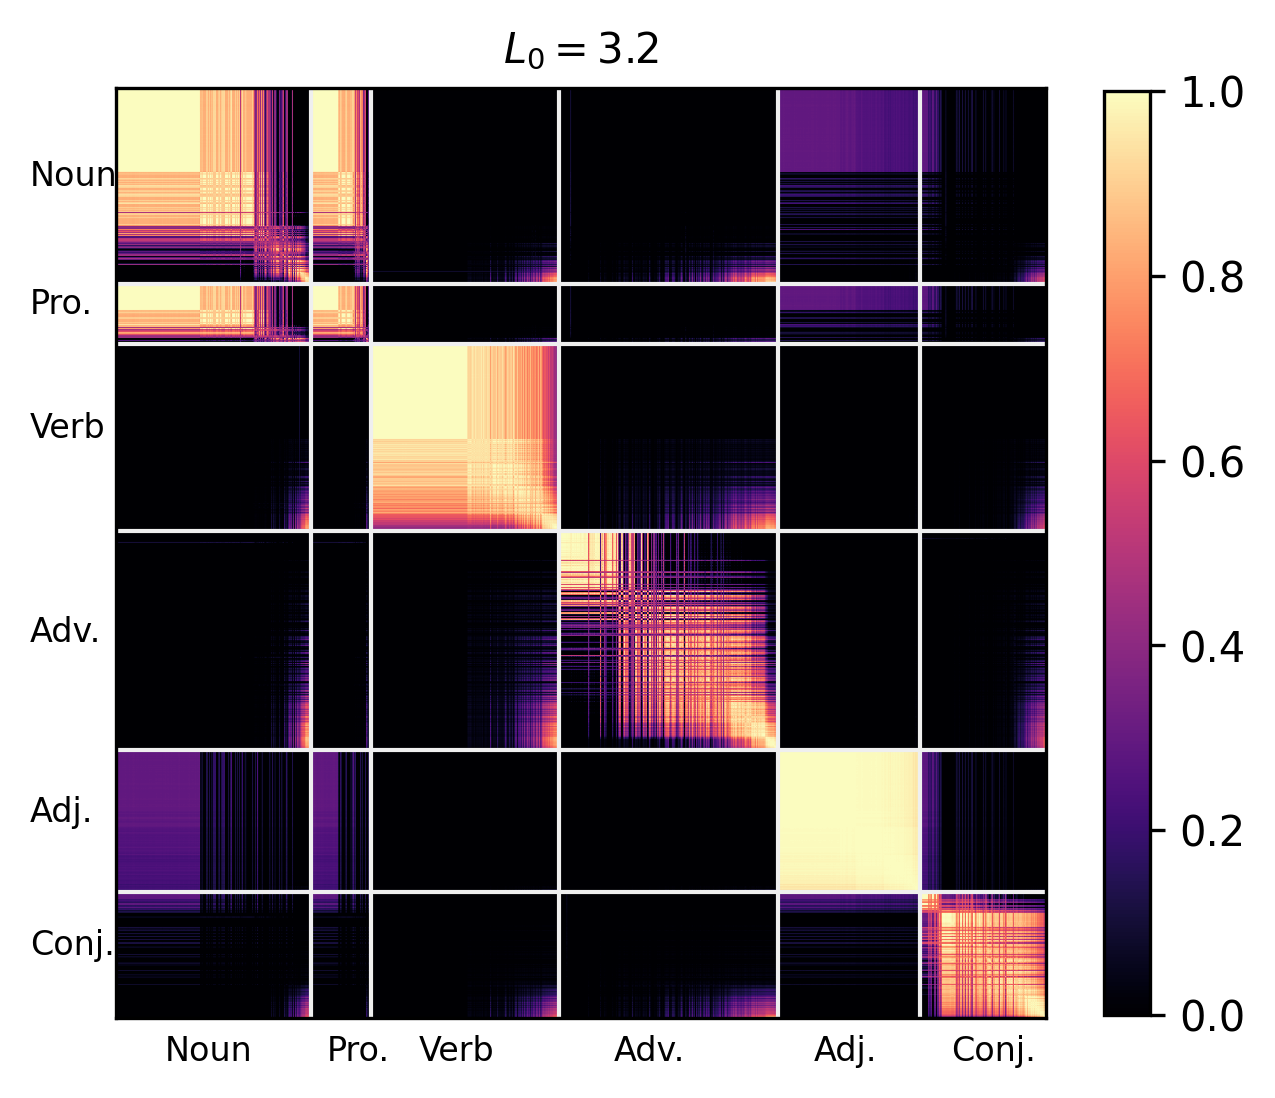 L₀ = 3.2
Noun
Pro.
Verb
Adv.
Adj.
Conj.
Noun Pro. Verb Adv. Adj. Conj.
1.0
0.8
0.6
0.4
0.2
0.0